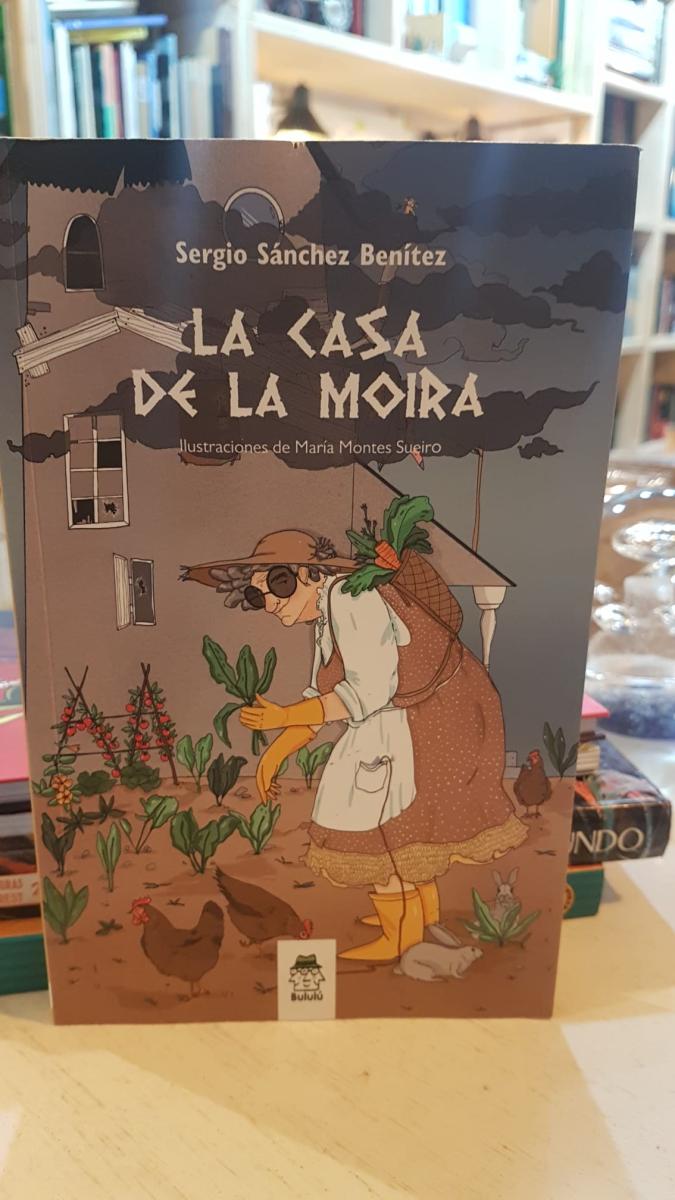 Sergio Sánchez Benítez
LA CASA
DE LA MOIRA
Ilustraciones de María Montes Sueiro
Bululú
UNDO